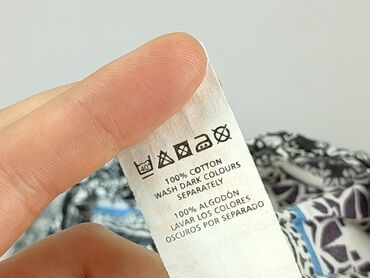 40
100% COTTON
WASH DARK COLOURS
SEPARATELY
100% ALGODÓN
LAVAR LOS COLORES
OSCUROS POR SEPARADO